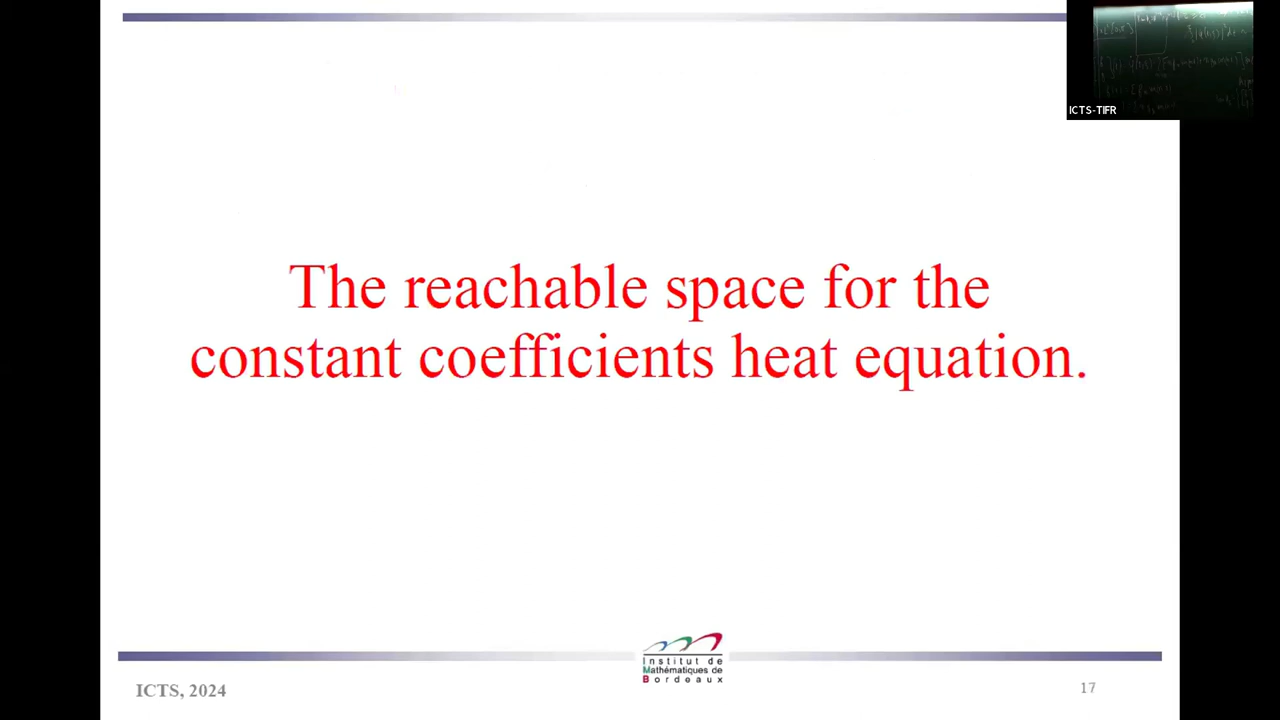 ICTS-TIFR
The reachable space for the
constant coefficients heat equation.
Institut de
Mathématiques de
Bordeaux
ICTS, 2024
17